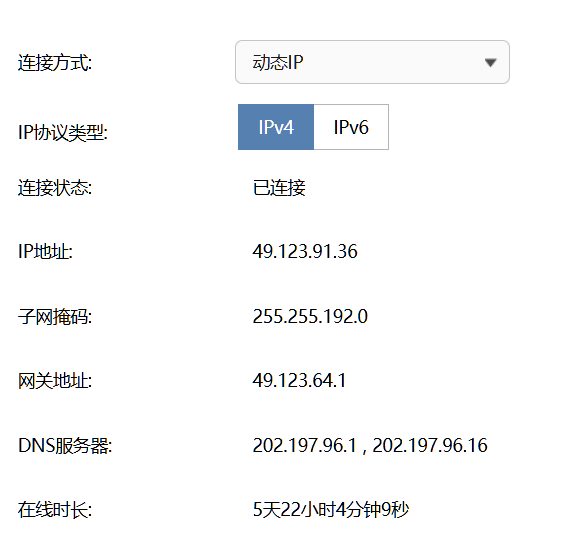 连接方式: 动态IP
IP协议类型: IPv4 IPv6
连接状态: 已连接
IP地址: 49.123.91.36
子网掩码: 255.255.192.0
网关地址: 49.123.64.1
DNS服务器: 202.197.96.1 , 202.197.96.16
在线时长: 5天22小时4分钟9秒